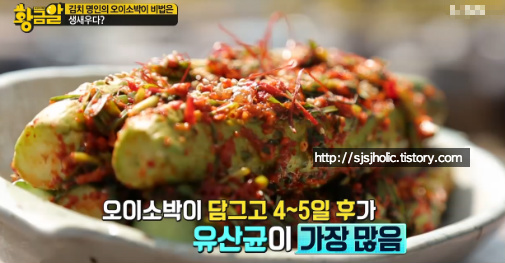 황금알
김치 명인의 오이소박이 비법은
생새우다?
http://sjsjholic.tistory.com
오이소박이 담그고 4~5일 후가
유산균이 가장 많음